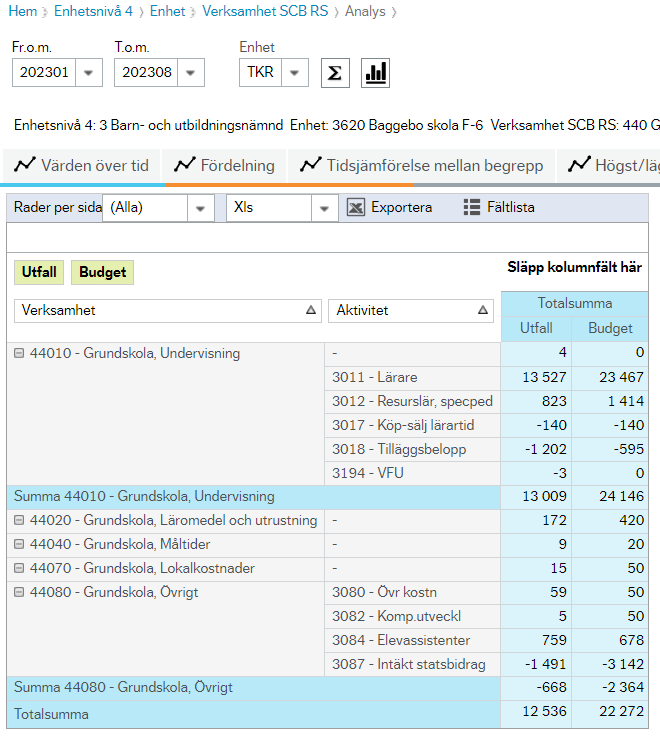 Hem Enhetsnivå 4 Enhet Verksamhet SCB RS Analys
Fr.o.m. T.o.m. Enhet
202301 202308 TKR Σ
Enhetsnivå 4: 3 Barn- och utbildningsnämnd Enhet: 3620 Baggebo skola F-6 Verksamhet SCB RS: 440 G
Värden över tid Fördelning Tidsjämförelse mellan begrepp Högst/läg
Rader per sida (Alla) Xls Exportera Fältlista
Utfall Budget Släpp kolumnfält här
Verksamhet Aktivitet Totalsumma
Utfall Budget
44010 - Grundskola, Undervisning - 4 0
3011 - Lärare 13 527 23 467
3012 - Resurslär, specped 823 1 414
3017 - Köp-sälj lärartid -140 -140
3018 - Tilläggsbelopp -1 202 -595
3194 - VFU -3 0
Summa 44010 - Grundskola, Undervisning 13 009 24 146
44020 - Grundskola, Läromedel och utrustning - 172 420
44040 - Grundskola, Måltider - 9 20
44070 - Grundskola, Lokalkostnader - 15 50
44080 - Grundskola, Övrigt 3080 - Övr kostn 59 50
3082 - Komp.utveckl 5 50
3084 - Elevassistenter 759 678
3087 - Intäkt statsbidrag -1 491 -3 142
Summa 44080 - Grundskola, Övrigt -668 -2 364
Totalsumma 12 536 22 272